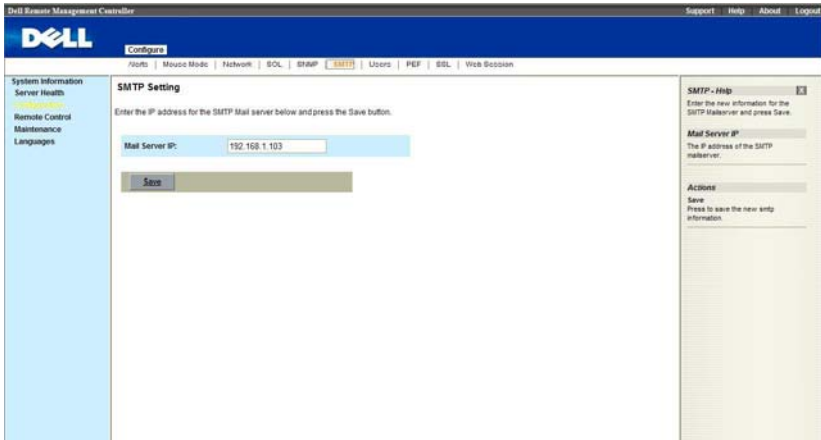 Dell Remote Management Controller
Support Help About Logout
DELL
Configure
Alerts | Mouse Mode | Network | SOL | SNMP | SMTP | Users | PEF | SSL | Web Session
System Information
Server Health
Configuration
Remote Control
Maintenance
Languages
SMTP Setting
Enter the IP address for the SMTP Mail server below and press the Save button.
Mail Server IP: 192.168.1.103
Save
SMTP - Help X
Enter the new information for the
SMTP Mailserver and press Save.
Mail Server IP
The IP address of the SMTP
mailserver.
Actions
Save
Press to save the new smtp
information.